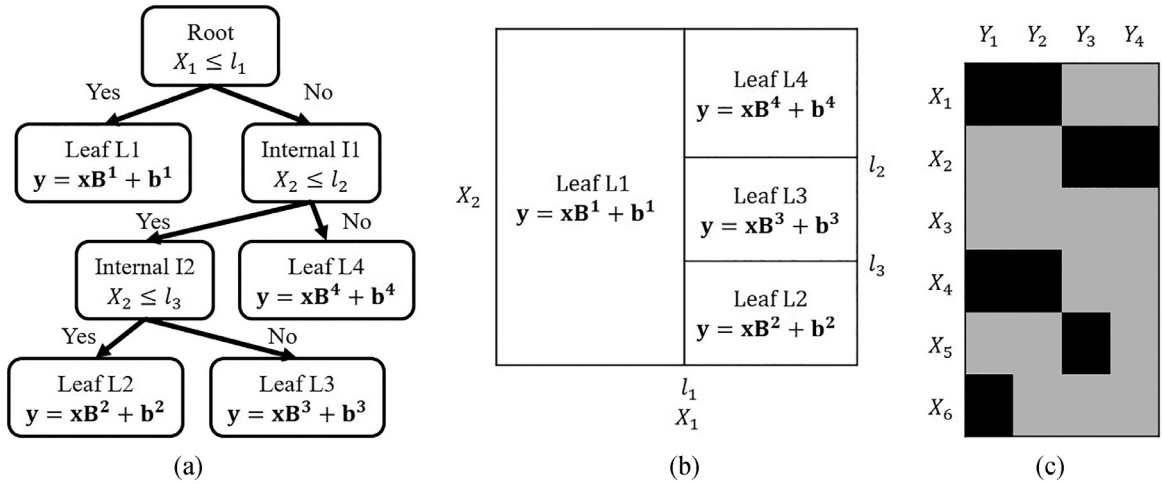 Root
X₁ ≤ l₁
Yes
No
Leaf L1
y = xB¹ + b¹
Internal I1
X₂ ≤ l₂
Yes
No
Internal I2
X₂ ≤ l₃
Leaf L4
y = xB⁴ + b⁴
Yes
No
Leaf L2
y = xB² + b²
Leaf L3
y = xB³ + b³
(a)
X₂
Leaf L1
y = xB¹ + b¹
Leaf L4
y = xB⁴ + b⁴
l₂
Leaf L3
y = xB³ + b³
l₃
Leaf L2
y = xB² + b²
l₁
X₁
(b)
Y₁ Y₂ Y₃ Y₄
X₁
X₂
X₃
X₄
X₅
X₆
(c)